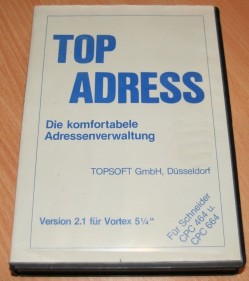 TOP
ADRESS
Die komfortabele
Adressenverwaltung
TOPSOFT GmbH, Düsseldorf
Version 2.1 für Vortex 5¼"
Für Schneider
CPC 464 u.
CPC 664